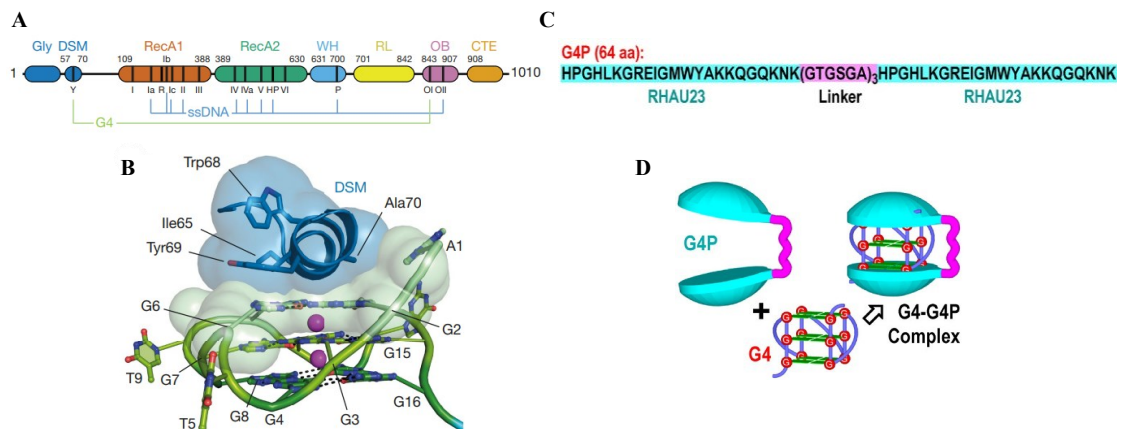 A
Gly DSM RecA1 RecA2 WH RL OB CTE
57 70 109 Ib 388 389 630 631 700 701 842 843 907 908
1 1010
Y I Ia R Ic II III IV IVa V HP VI P OI OII
ssDNA
G4
B
Trp68
DSM
Ile65
Ala70
Tyr69
A1
G6
G2
G15
T9
G7
G8
G4
G3
G16
T5
C
G4P (64 aa):
HPGHLKGREIGMWYAKKQGQKNK(GTGSGA)3HPGHLKGREIGMWYAKKQGQKNK
RHAU23 Linker RHAU23
D
G4P
+
G4
G G G G G G G G G G G
G G G G G G G G G G G
G4-G4P
Complex